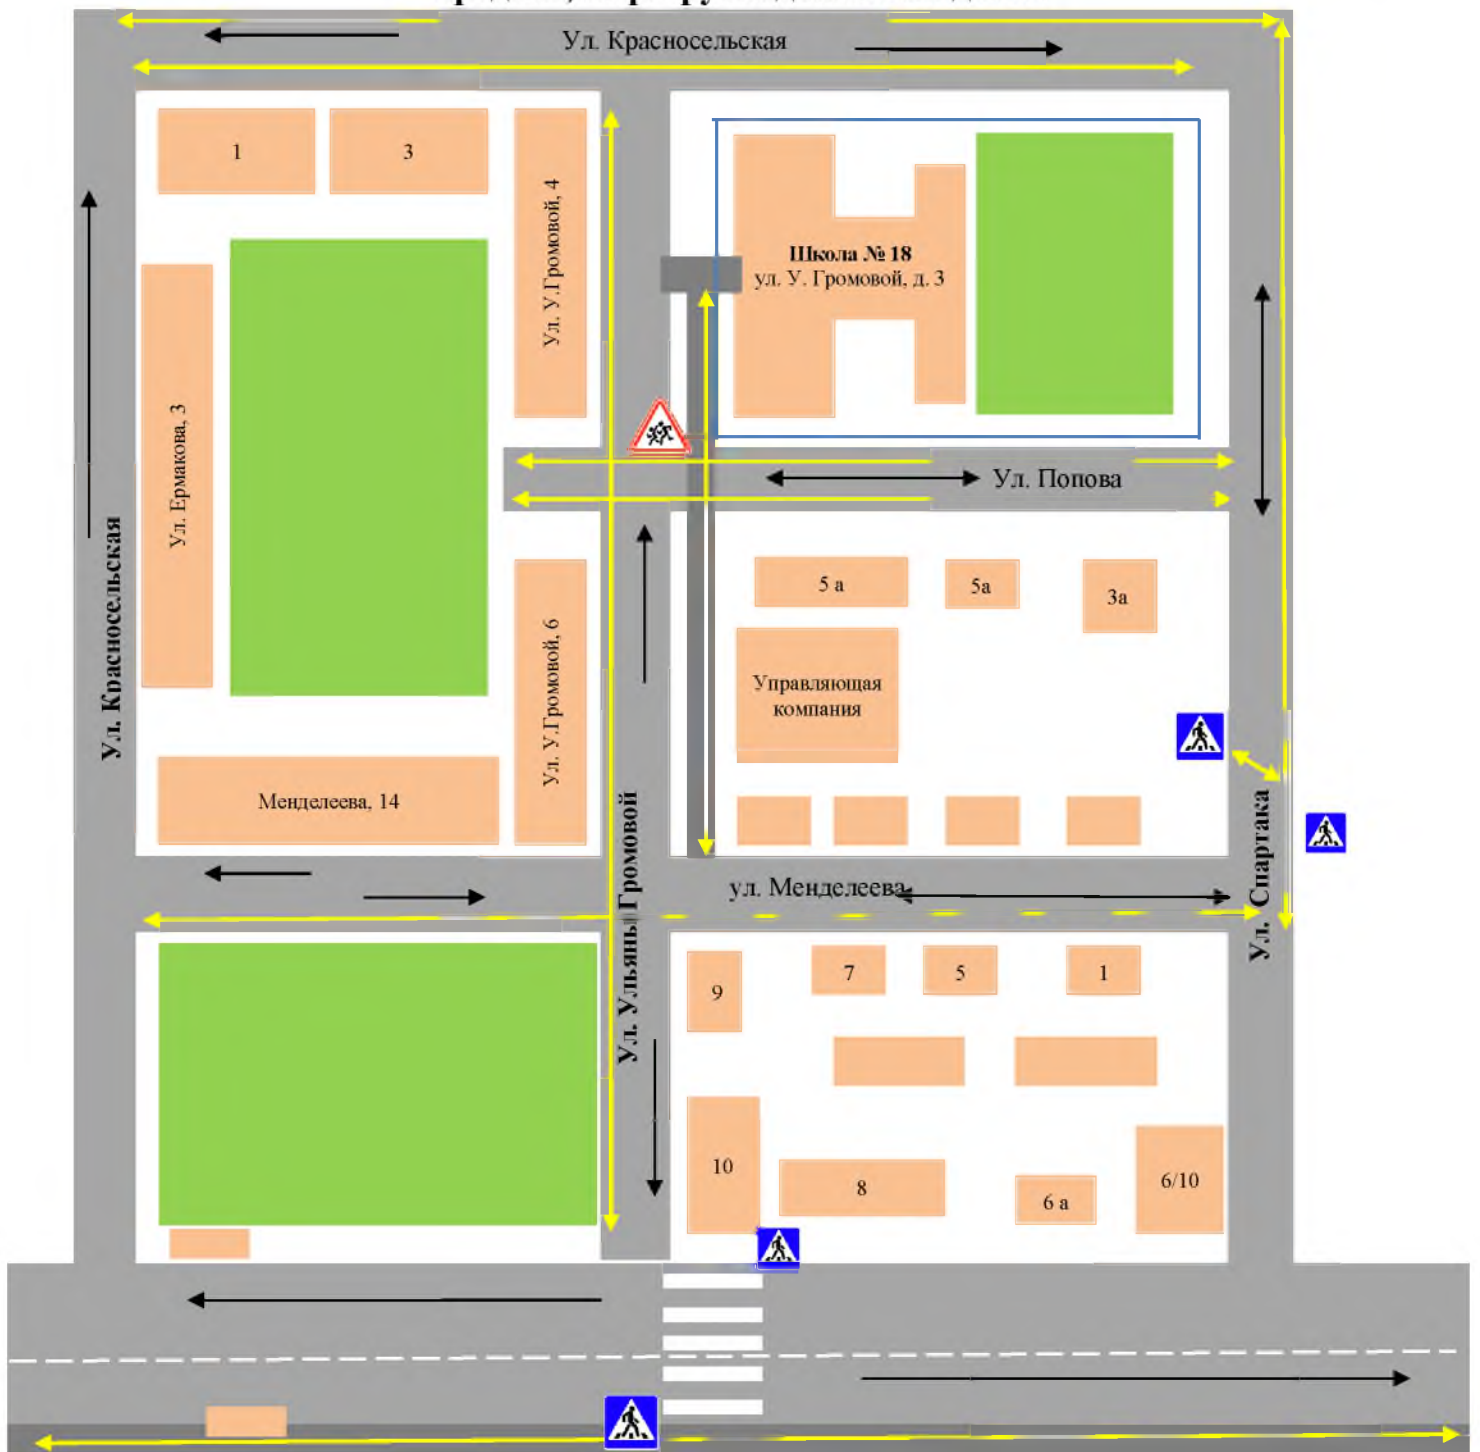 Ул. Красносельская
1
3
Ул. У.Громовой, 4
Школа № 18
ул. У. Громовой, д. 3
Ул. Ермакова, 3
Ул. Попова
Ул. Красносельская
5 а
5а
3а
Ул. У.Громовой, 6
Управляющая
компания
Менделеева, 14
Ул. Ульяны Громовой
ул. Менделеева
Ул. Спартака
9
7
5
1
10
8
6 а
6/10